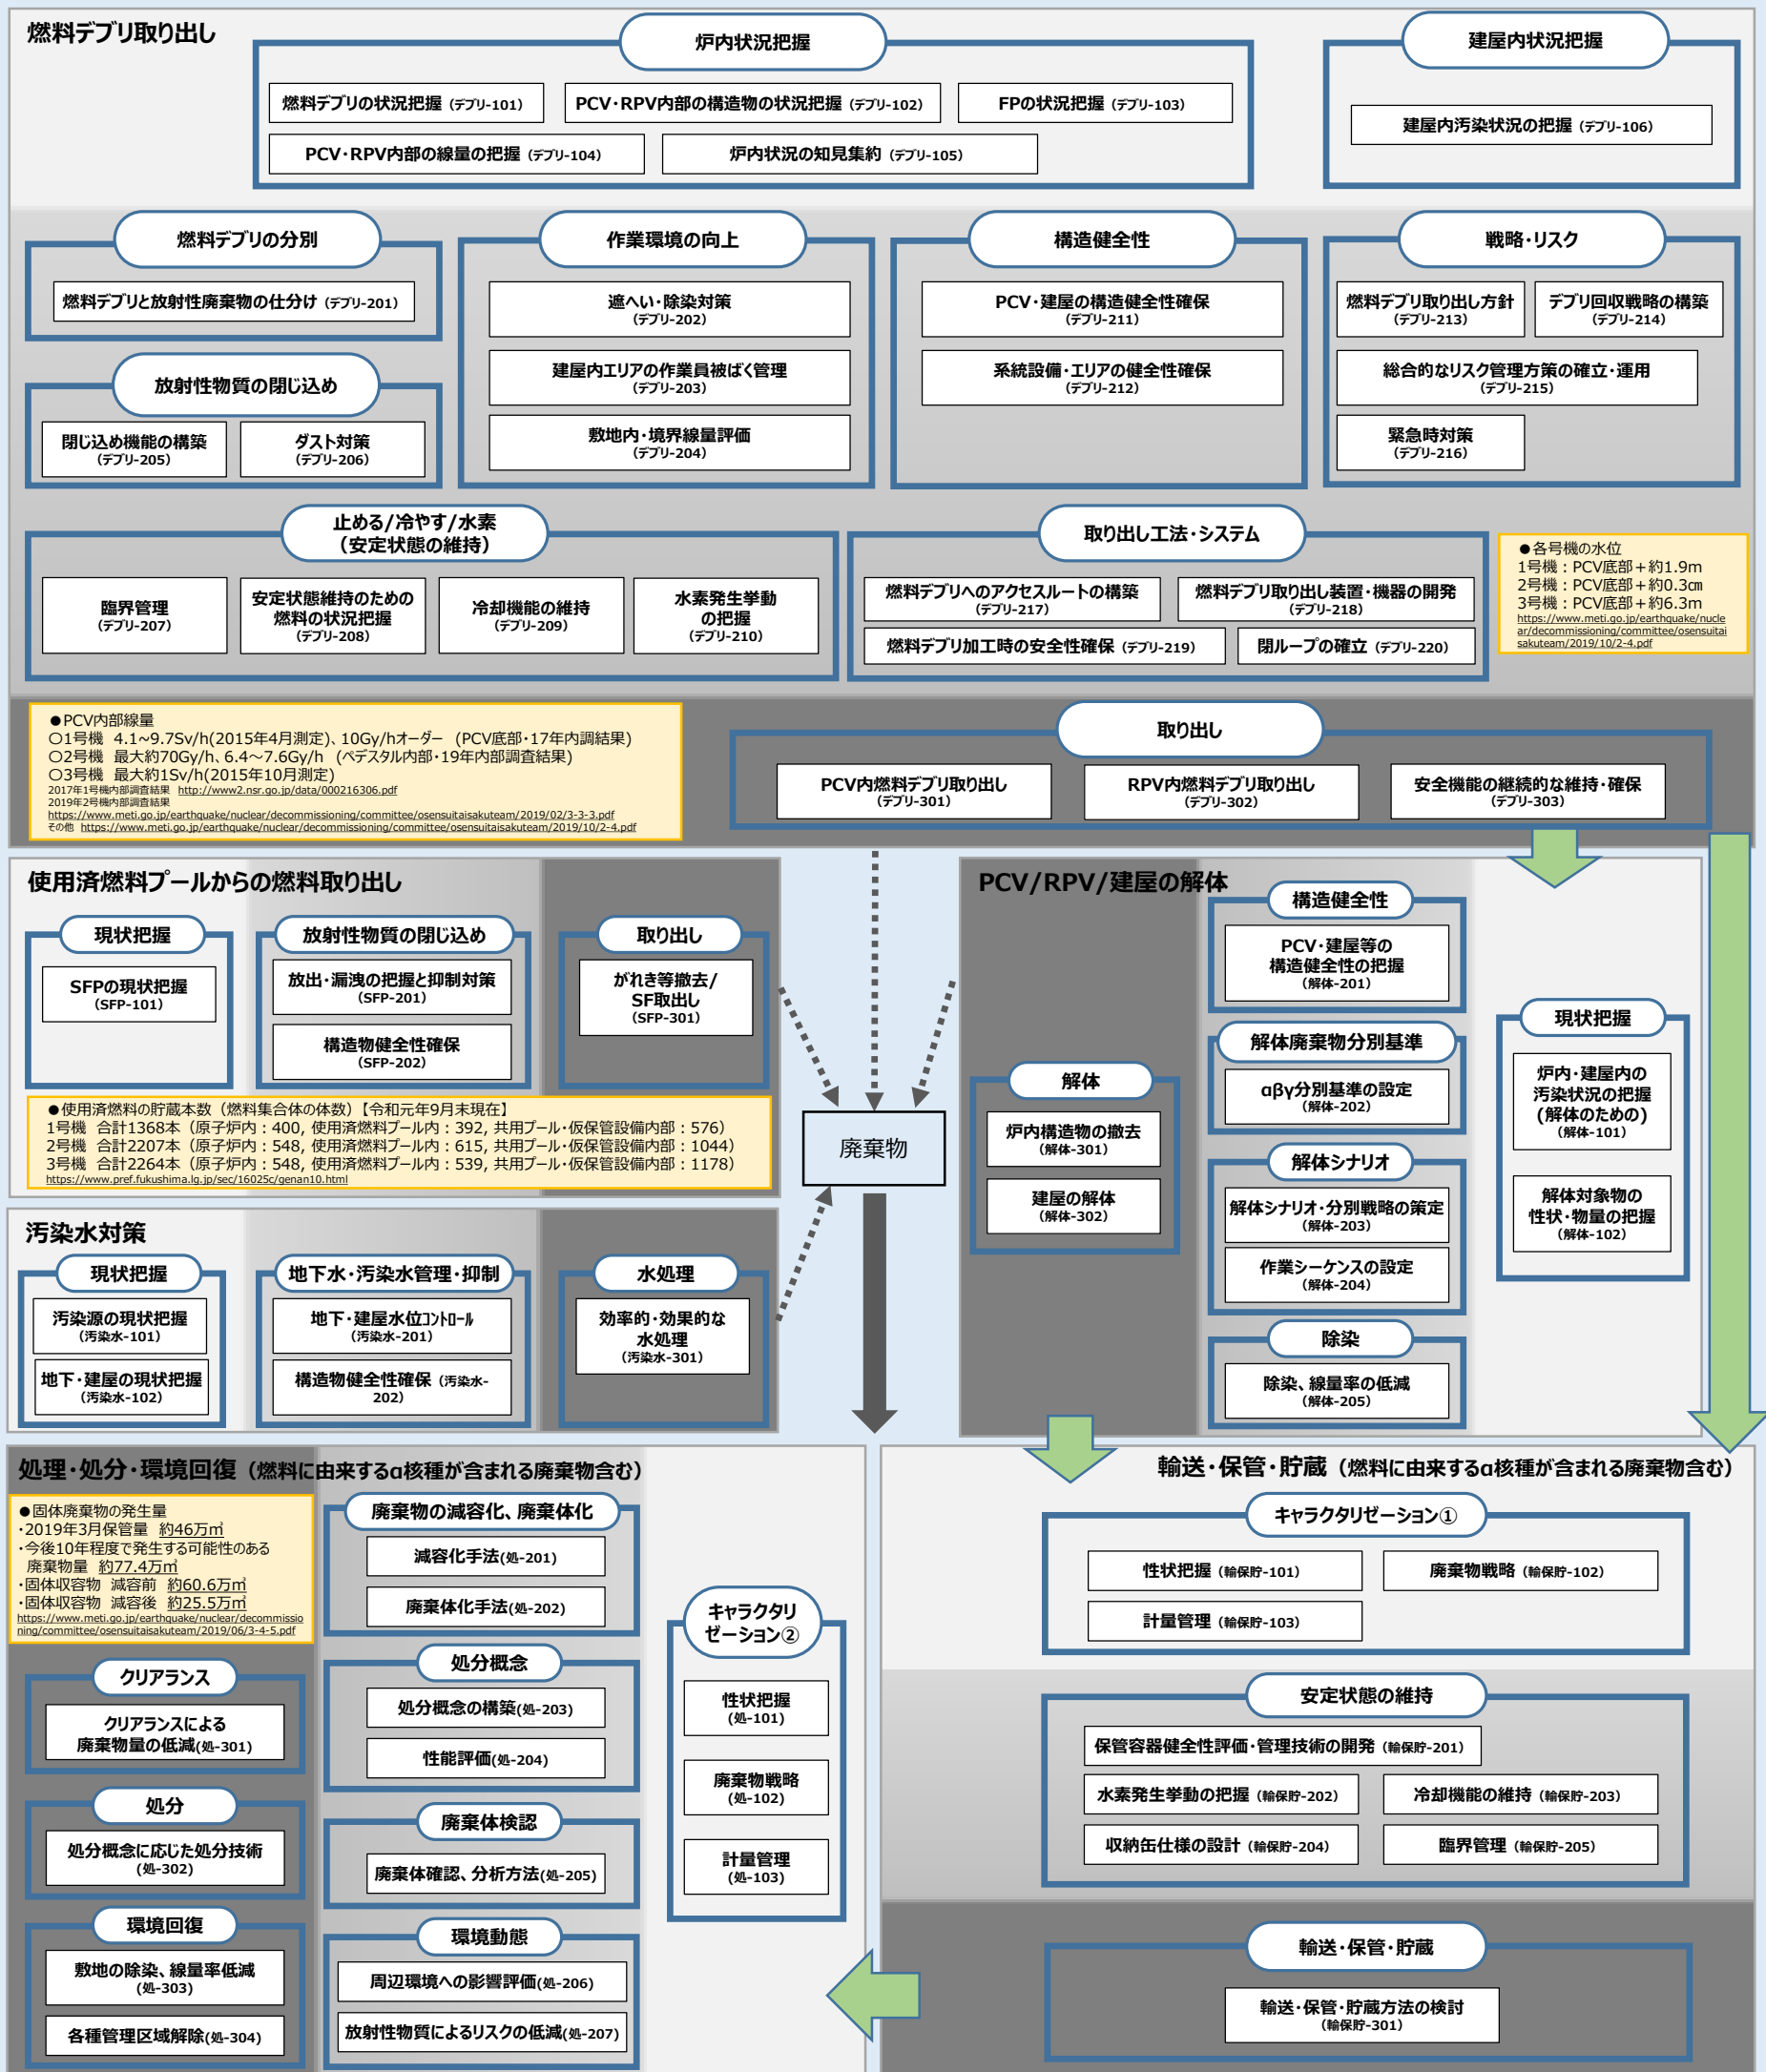 燃料デブリ取り出し
炉内状況把握
燃料デブリの状況把握（デブリ-101）
PCV・RPV内部の構造物の状況把握（デブリ-102）
FPの状況把握（デブリ-103）
PCV・RPV内部の線量の把握（デブリ-104）
炉内状況の知見集約（デブリ-105）
建屋内状況把握
建屋内汚染状況の把握（デブリ-106）
燃料デブリの分別
燃料デブリと放射性廃棄物の仕分け（デブリ-201）
放射性物質の閉じ込め
閉じ込め機能の構築
（デブリ-205）
ダスト対策
（デブリ-206）
作業環境の向上
遮へい・除染対策
（デブリ-202）
建屋内エリアの作業員被ばく管理
（デブリ-203）
敷地内・境界線量評価
（デブリ-204）
構造健全性
PCV・建屋の構造健全性確保
（デブリ-211）
系統設備・エリアの健全性確保
（デブリ-212）
戦略・リスク
燃料デブリ取り出し方針
（デブリ-213）
デブリ回収戦略の構築
（デブリ-214）
総合的なリスク管理方策の確立・運用
（デブリ-215）
緊急時対策
（デブリ-216）
止める/冷やす/水素
（安定状態の維持）
臨界管理
（デブリ-207）
安定状態維持のための
燃料の状況把握
（デブリ-208）
冷却機能の維持
（デブリ-209）
水素発生挙動
の把握
（デブリ-210）
取り出し工法・システム
燃料デブリへのアクセスルートの構築
（デブリ-217）
燃料デブリ取り出し装置・機器の開発
（デブリ-218）
燃料デブリ加工時の安全性確保（デブリ-219）
閉ループの確立（デブリ-220）
●各号機の水位
1号機：PCV底部＋約1.9m
2号機：PCV底部＋約0.3㎝
3号機：PCV底部＋約6.3m
https://www.meti.go.jp/earthquake/nucle
ar/decommissioning/committee/osensuitai
sakuteam/2019/10/2-4.pdf
●PCV内部線量
〇1号機 4.1~9.7Sv/h(2015年4月測定)、10Gy/hオーダー （PCV底部・17年内調結果）
〇2号機 最大約70Gy/h、6.4～7.6Gy/h （ペデスタル内部・19年内部調査結果）
〇3号機 最大約1Sv/h(2015年10月測定)
2017年1号機内部調査結果 http://www2.nsr.go.jp/data/000216306.pdf
2019年2号機内部調査結果
https://www.meti.go.jp/earthquake/nuclear/decommissioning/committee/osensuitaisakuteam/2019/02/3-3-3.pdf
その他 https://www.meti.go.jp/earthquake/nuclear/decommissioning/committee/osensuitaisakuteam/2019/10/2-4.pdf
取り出し
PCV内燃料デブリ取り出し
（デブリ-301）
RPV内燃料デブリ取り出し
（デブリ-302）
安全機能の継続的な維持・確保
（デブリ-303）
使用済燃料プールからの燃料取り出し
現状把握
SFPの現状把握
（SFP-101）
放射性物質の閉じ込め
放出・漏洩の把握と抑制対策
（SFP-201）
構造物健全性確保
（SFP-202）
取り出し
がれき等撤去/
SF取出し
（SFP-301）
●使用済燃料の貯蔵本数（燃料集合体の体数）【令和元年9月末現在】
1号機 合計1368本（原子炉内：400, 使用済燃料プール内：392, 共用プール・仮保管設備内部：576）
2号機 合計2207本（原子炉内：548, 使用済燃料プール内：615, 共用プール・仮保管設備内部：1044）
3号機 合計2264本（原子炉内：548, 使用済燃料プール内：539, 共用プール・仮保管設備内部：1178）
https://www.pref.fukushima.lg.jp/sec/16025c/genan10.html
廃棄物
PCV/RPV/建屋の解体
解体
炉内構造物の撤去
（解体-301）
建屋の解体
（解体-302）
構造健全性
PCV・建屋等の
構造健全性の把握
（解体-201）
解体廃棄物分別基準
αβγ分別基準の設定
（解体-202）
解体シナリオ
解体シナリオ・分別戦略の策定
（解体-203）
作業シーケンスの設定
（解体-204）
除染
除染、線量率の低減
（解体-205）
現状把握
炉内・建屋内の
汚染状況の把握
(解体のための)
（解体-101）
解体対象物の
性状・物量の把握
（解体-102）
汚染水対策
現状把握
汚染源の現状把握
（汚染水-101）
地下・建屋の現状把握
（汚染水-102）
地下水・汚染水管理・抑制
地下・建屋水位コントロール
（汚染水-201）
構造物健全性確保（汚染水-
202）
水処理
効率的・効果的な
水処理
（汚染水-301）
処理・処分・環境回復（燃料に由来するα核種が含まれる廃棄物含む）
●固体廃棄物の発生量
・2019年3月保管量 約46万㎥
・今後10年程度で発生する可能性のある
廃棄物量 約77.4万㎥
・固体収容物 減容前 約60.6万㎥
・固体収容物 減容後 約25.5万㎥
https://www.meti.go.jp/earthquake/nuclear/decommissio
ning/committee/osensuitaisakuteam/2019/06/3-4-5.pdf
クリアランス
クリアランスによる
廃棄物量の低減(処-301)
処分
処分概念に応じた処分技術
(処-302)
環境回復
敷地の除染、線量率低減
(処-303)
各種管理区域解除(処-304)
廃棄物の減容化、廃棄体化
減容化手法(処-201)
廃棄体化手法(処-202)
処分概念
処分概念の構築(処-203)
性能評価(処-204)
廃棄体検認
廃棄体確認、分析方法(処-205)
環境動態
周辺環境への影響評価(処-206)
放射性物質によるリスクの低減(処-207)
キャラクタリ
ゼーション②
性状把握
(処-101)
廃棄物戦略
(処-102)
計量管理
(処-103)
輸送・保管・貯蔵（燃料に由来するα核種が含まれる廃棄物含む）
キャラクタリゼーション①
性状把握（輸保貯-101）
廃棄物戦略（輸保貯-102）
計量管理（輸保貯-103）
安定状態の維持
保管容器健全性評価・管理技術の開発（輸保貯-201）
水素発生挙動の把握（輸保貯-202）
冷却機能の維持（輸保貯-203）
収納缶仕様の設計（輸保貯-204）
臨界管理（輸保貯-205）
輸送・保管・貯蔵
輸送・保管・貯蔵方法の検討
（輸保貯-301）